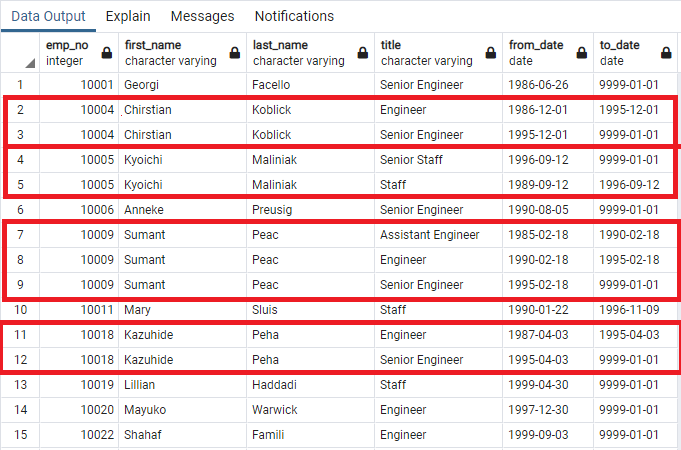 Data Output Explain Messages Notifications
emp_no first_name last_name title from_date to_date
integer character varying character varying character varying date date
1 10001 Georgi Facello Senior Engineer 1986-06-26 9999-01-01
2 10004 Chirstian Koblick Engineer 1986-12-01 1995-12-01
3 10004 Chirstian Koblick Senior Engineer 1995-12-01 9999-01-01
4 10005 Kyoichi Maliniak Senior Staff 1996-09-12 9999-01-01
5 10005 Kyoichi Maliniak Staff 1989-09-12 1996-09-12
6 10006 Anneke Preusig Senior Engineer 1990-08-05 9999-01-01
7 10009 Sumant Peac Assistant Engineer 1985-02-18 1990-02-18
8 10009 Sumant Peac Engineer 1990-02-18 1995-02-18
9 10009 Sumant Peac Senior Engineer 1995-02-18 9999-01-01
10 10011 Mary Sluis Staff 1990-01-22 1996-11-09
11 10018 Kazuhide Peha Engineer 1987-04-03 1995-04-03
12 10018 Kazuhide Peha Senior Engineer 1995-04-03 9999-01-01
13 10019 Lillian Haddadi Staff 1999-04-30 9999-01-01
14 10020 Mayuko Warwick Engineer 1997-12-30 9999-01-01
15 10022 Shahaf Famili Engineer 1999-09-03 9999-01-01